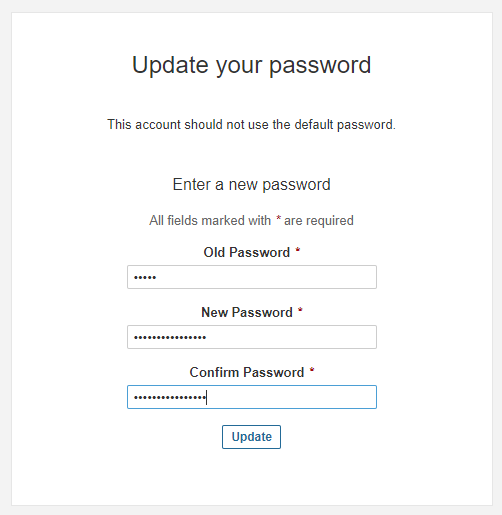 Update your password
This account should not use the default password.
Enter a new password
All fields marked with * are required
Old Password *
•••••
New Password *
••••••••••••••••
Confirm Password *
••••••••••••••••
Update